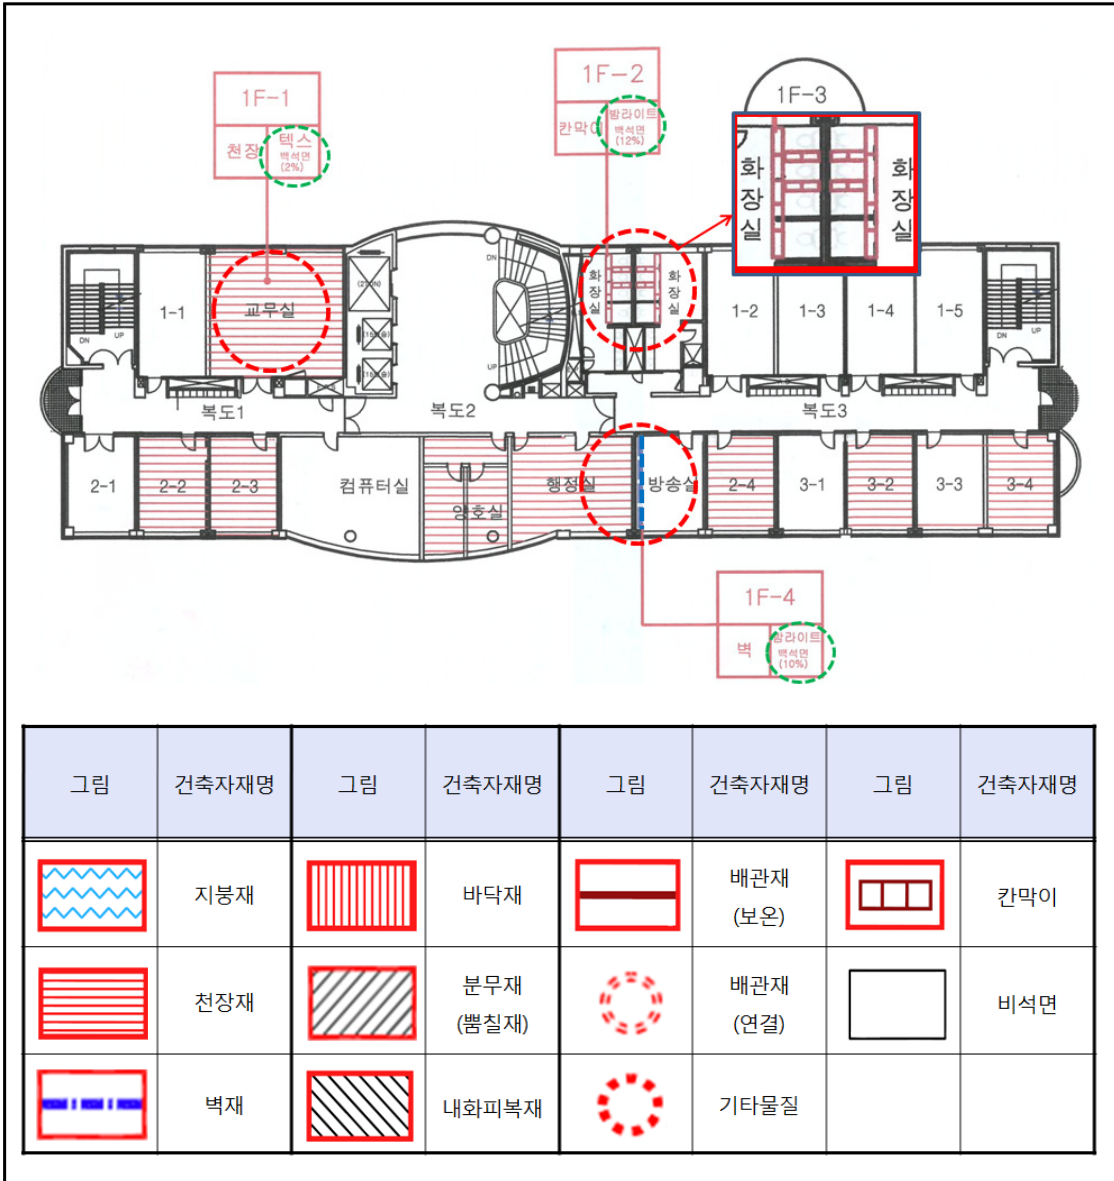 1F-1
천장
텍스
백석면
(2%)
1F-2
칸막이
밤라이트
백석면
(12%)
1F-3
화장실
화장실
1-1
교무실
DN
UP
DN
UP
화장실
화장실
1-2
1-3
1-4
1-5
DN
UP
복도1
복도2
복도3
2-1
2-2
2-3
컴퓨터실
양호실
행정실
방송실
2-4
3-1
3-2
3-3
3-4
1F-4
벽
밤라이트
백석면
(10%)
그림
건축자재명
그림
건축자재명
그림
건축자재명
그림
건축자재명
지붕재
바닥재
배관재
(보온)
칸막이
천장재
분무재
(뿜칠재)
배관재
(연결)
비석면
벽재
내화피복재
기타물질